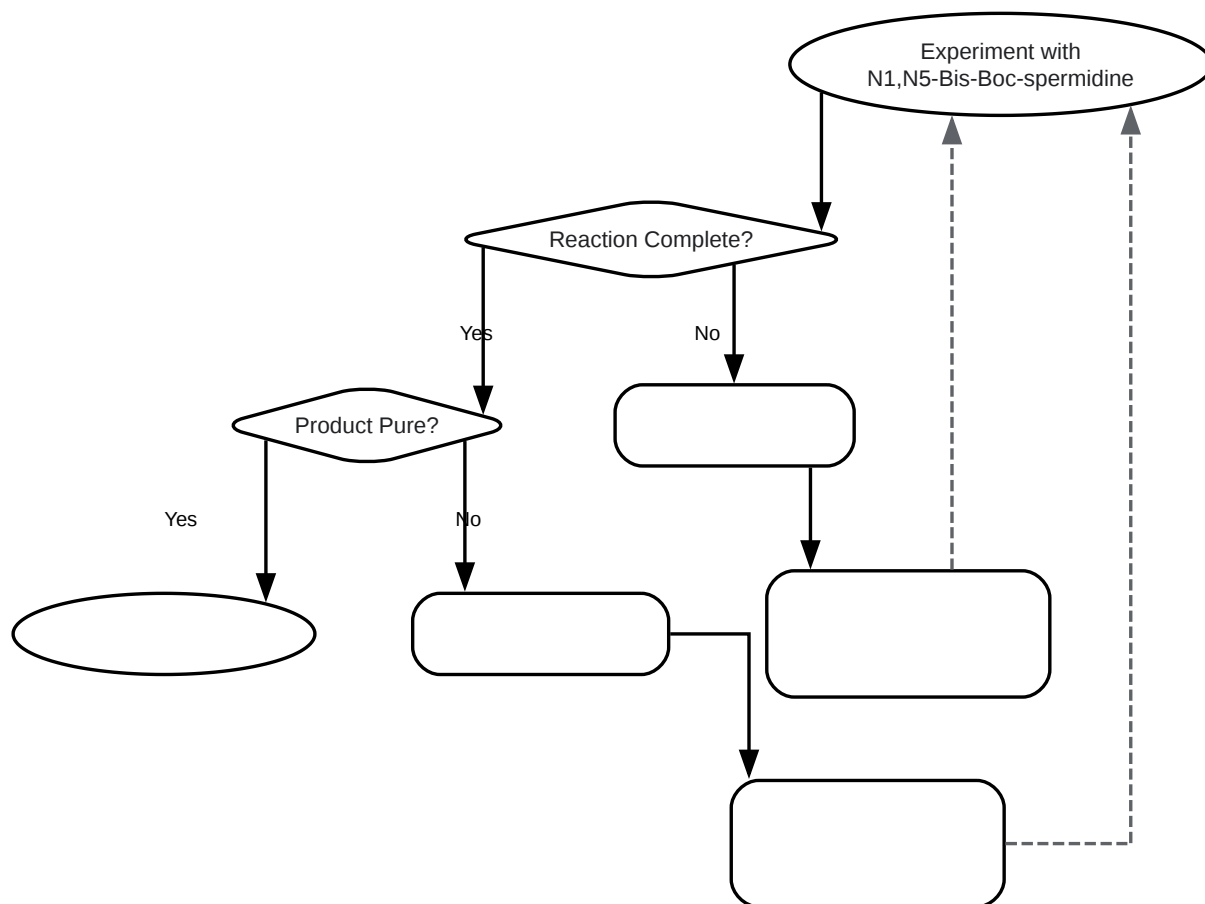 Experiment with
N1,N5-Bis-Boc-spermidine
Reaction Complete?
Yes
No
Product Pure?
Yes
No